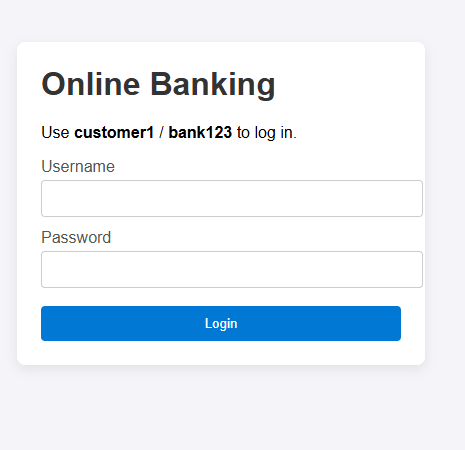 Online Banking
Use customer1 / bank123 to log in.
Username
Password
Login